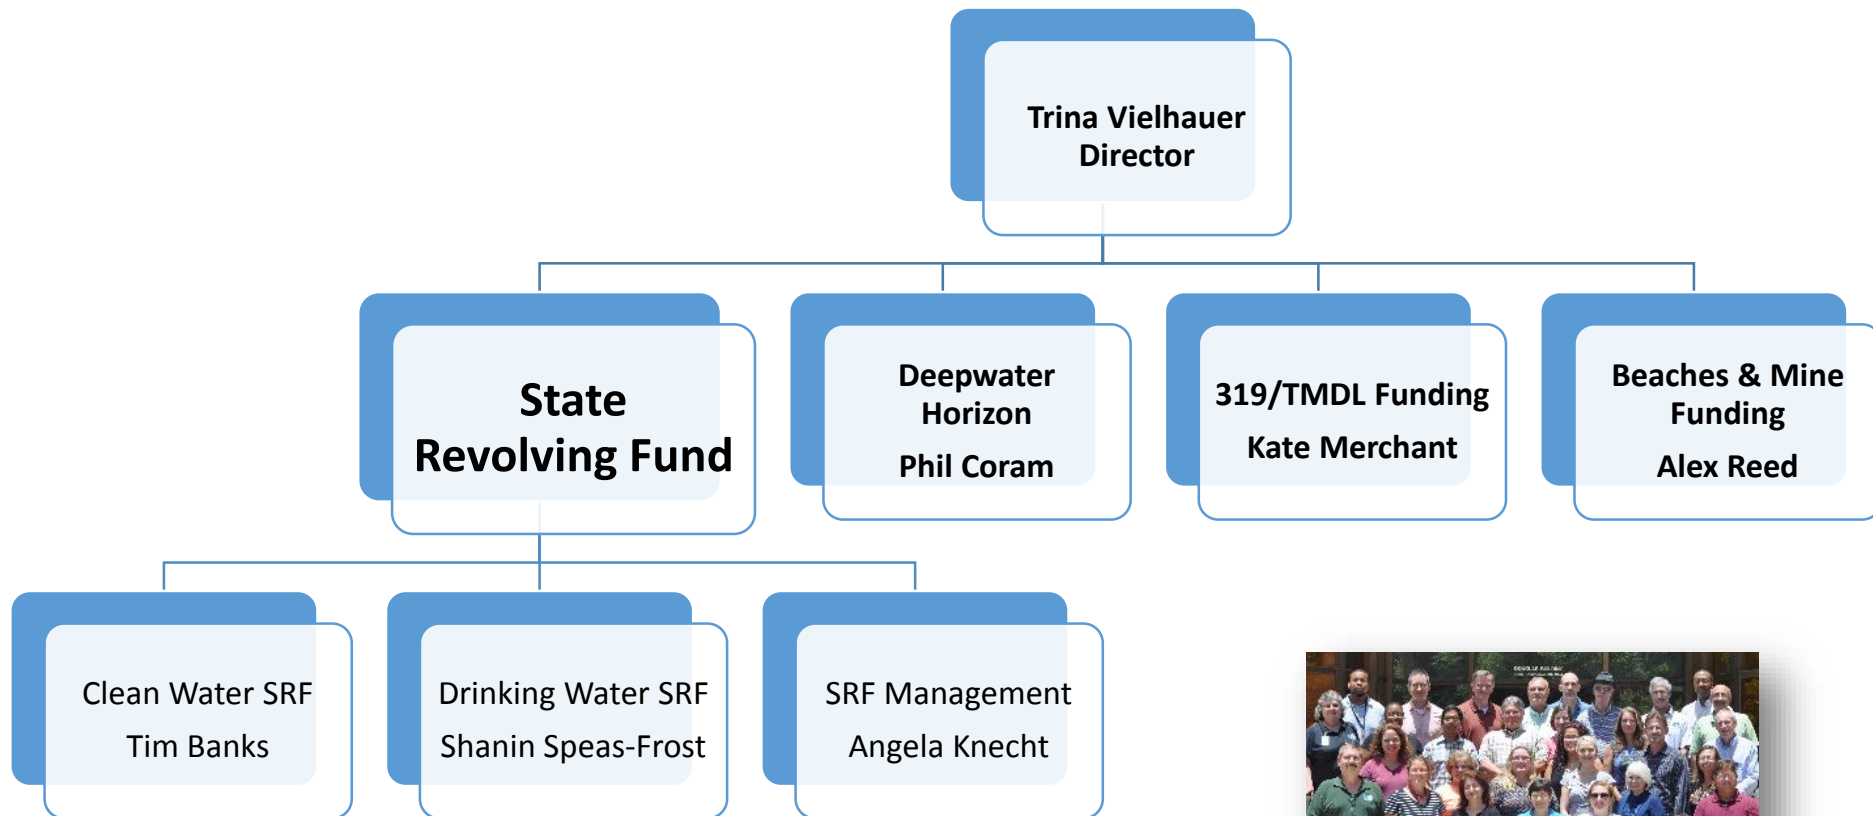 Trina Vielhauer
Director
State
Revolving Fund
Deepwater
Horizon
Phil Coram
319/TMDL Funding
Kate Merchant
Beaches & Mine
Funding
Alex Reed
Clean Water SRF
Tim Banks
Drinking Water SRF
Shanin Speas-Frost
SRF Management
Angela Knecht